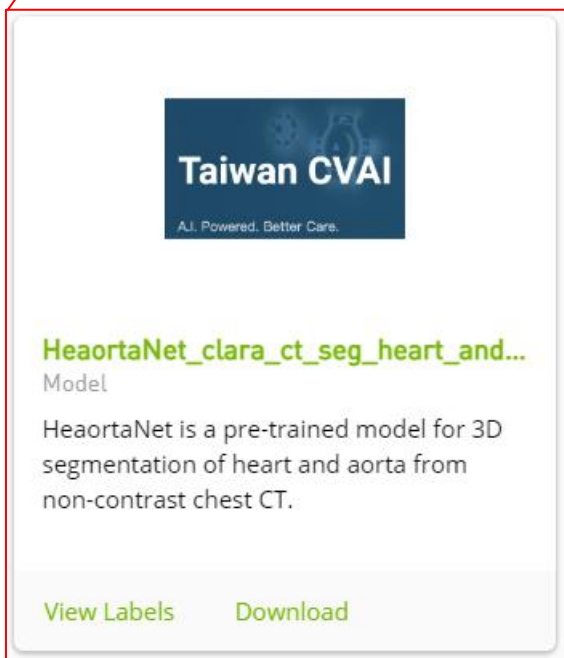 Taiwan CVAI
A.I. Powered. Better Care.
HeaortaNet_clara_ct_seg_heart_and...
Model
HeaortaNet is a pre-trained model for 3D
segmentation of heart and aorta from
non-contrast chest CT.
View Labels Download